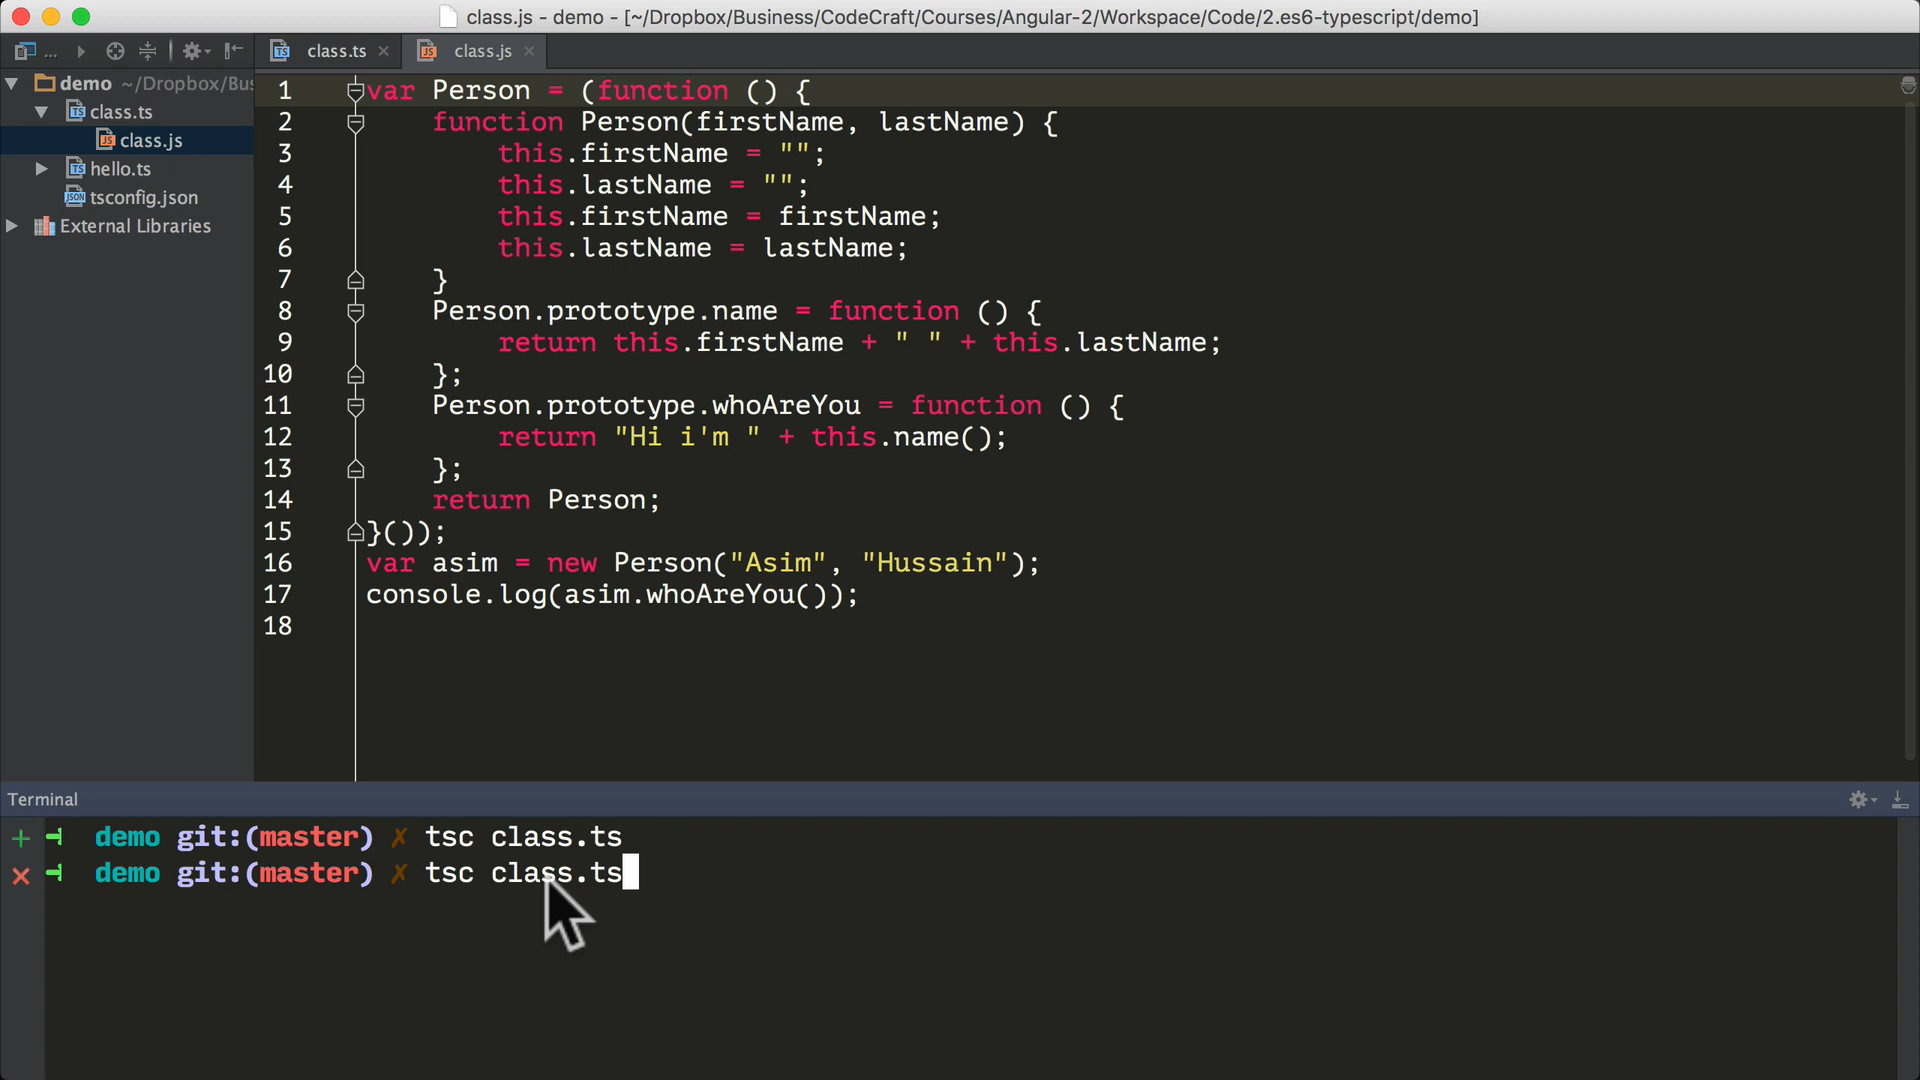 class.js - demo - [~/Dropbox/Business/CodeCraft/Courses/Angular-2/Workspace/Code/2.es6-typescript/demo]
...
class.ts
class.js
demo ~/Dropbox/Bus
class.ts
class.js
hello.ts
tsconfig.json
External Libraries
1 var Person = (function () {
2     function Person(firstName, lastName) {
3         this.firstName = "";
4         this.lastName = "";
5         this.firstName = firstName;
6         this.lastName = lastName;
7     }
8     Person.prototype.name = function () {
9         return this.firstName + " " + this.lastName;
10     };
11     Person.prototype.whoAreYou = function () {
12         return "Hi i'm " + this.name();
13     };
14     return Person;
15 }());
16 var asim = new Person("Asim", "Hussain");
17 console.log(asim.whoAreYou());
18
Terminal
demo git:(master) ✗ tsc class.ts
demo git:(master) ✗ tsc class.ts